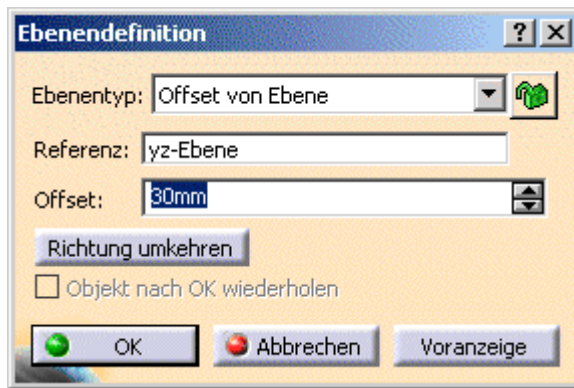 Ebenendefinition
Ebenentyp: Offset von Ebene
Referenz: yz-Ebene
Offset: 30mm
Richtung umkehren
Objekt nach OK wiederholen
OK Abbrechen Voranzeige